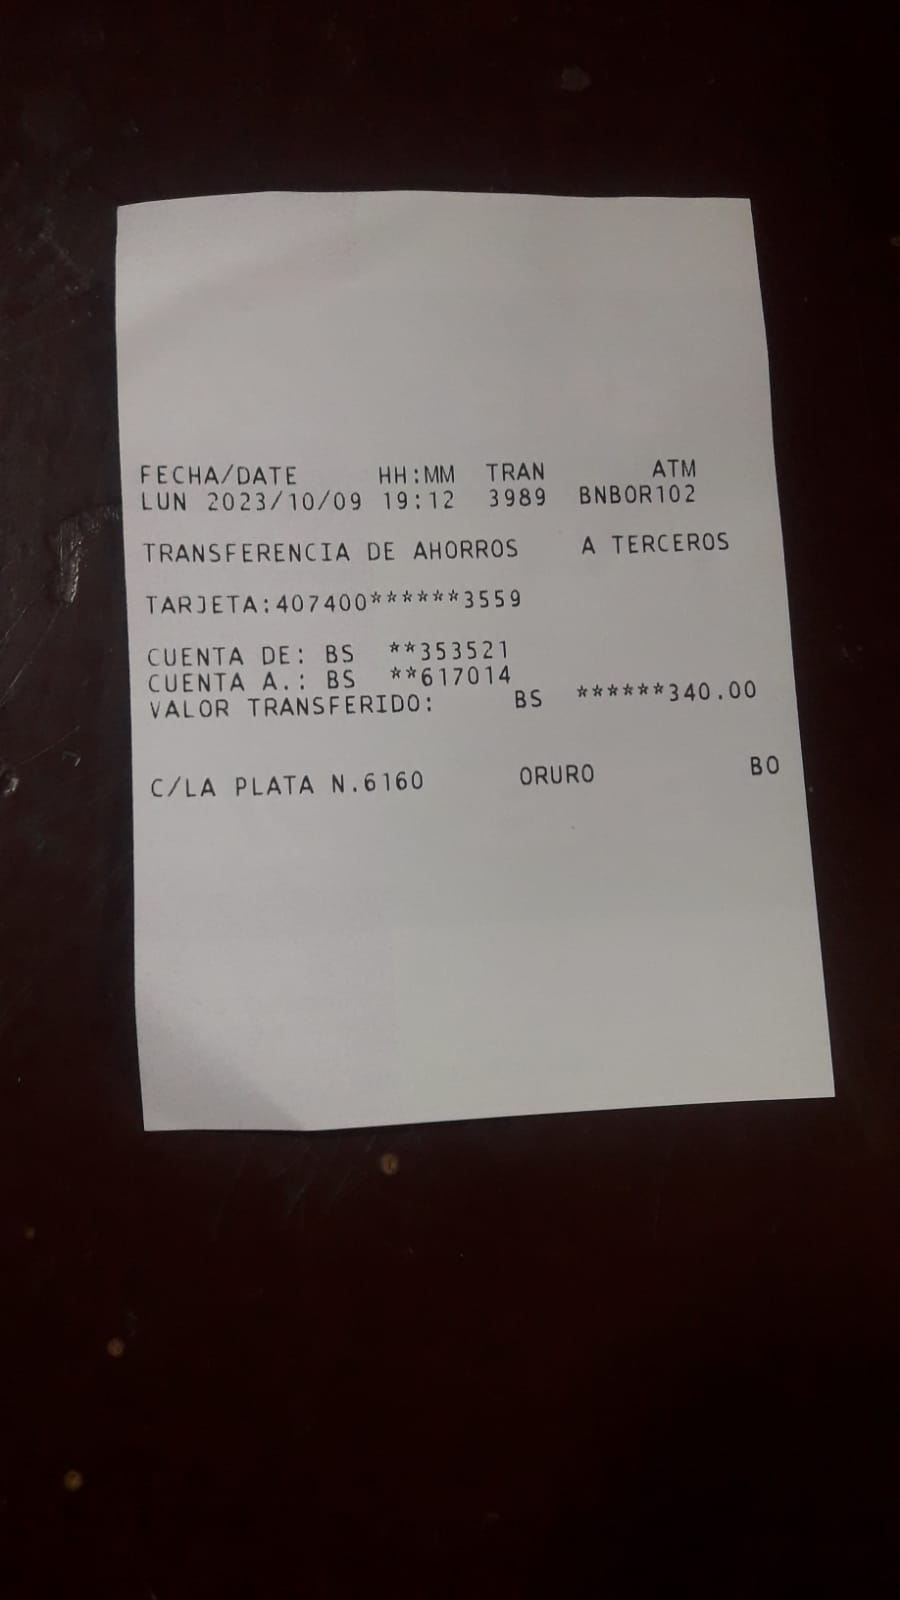 FECHA/DATE HH:MM TRAN ATM
LUN 2023/10/09 19:12 3989 BNBOR102
TRANSFERENCIA DE AHORROS A TERCEROS
TARJETA:407400******3559
CUENTA DE: BS **353521
CUENTA A.: BS **617014
VALOR TRANSFERIDO: BS ******340.00
C/LA PLATA N.6160 ORURO BO